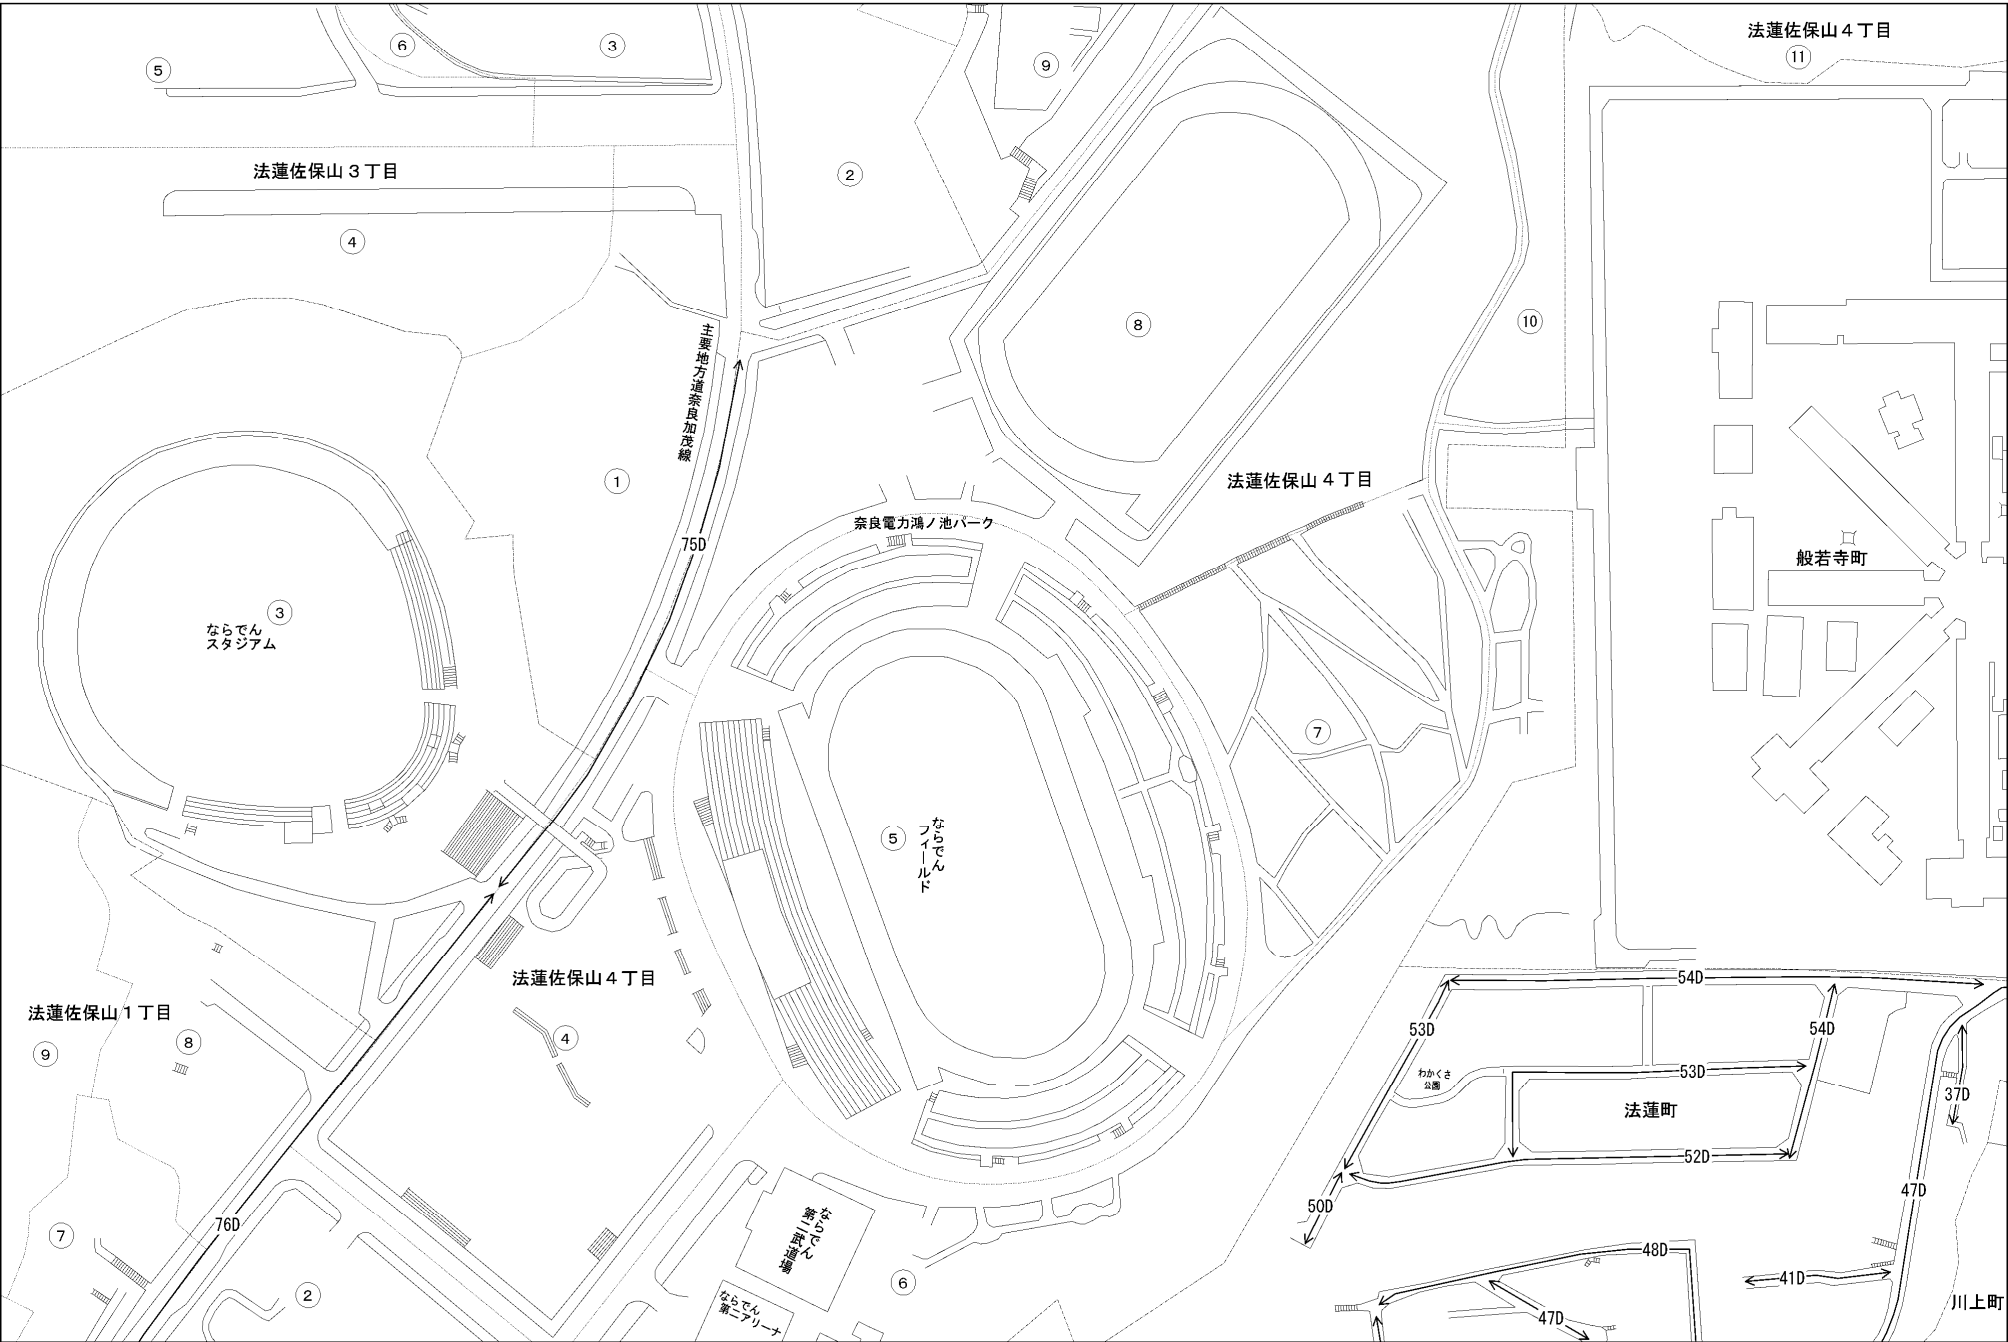 法蓮佐保山４丁目
⑪
⑥
③
⑤
⑨
法蓮佐保山３丁目
②
④
⑧
⑩
主要地方道奈良加茂線
①
法蓮佐保山４丁目
奈良電力鴻ノ池パーク
75D
般若寺町
③
ならでん
スタジアム
⑦
⑤
ならでん
フィールド
法蓮佐保山４丁目
54D
法蓮佐保山１丁目
53D
54D
④
⑧
⑨
わかくさ
公園
53D
37D
法蓮町
52D
47D
50D
76D
⑦
ならでん
第二武道場
48D
⑥
41D
②
ならでん
第二アリーナ
47D
川上町